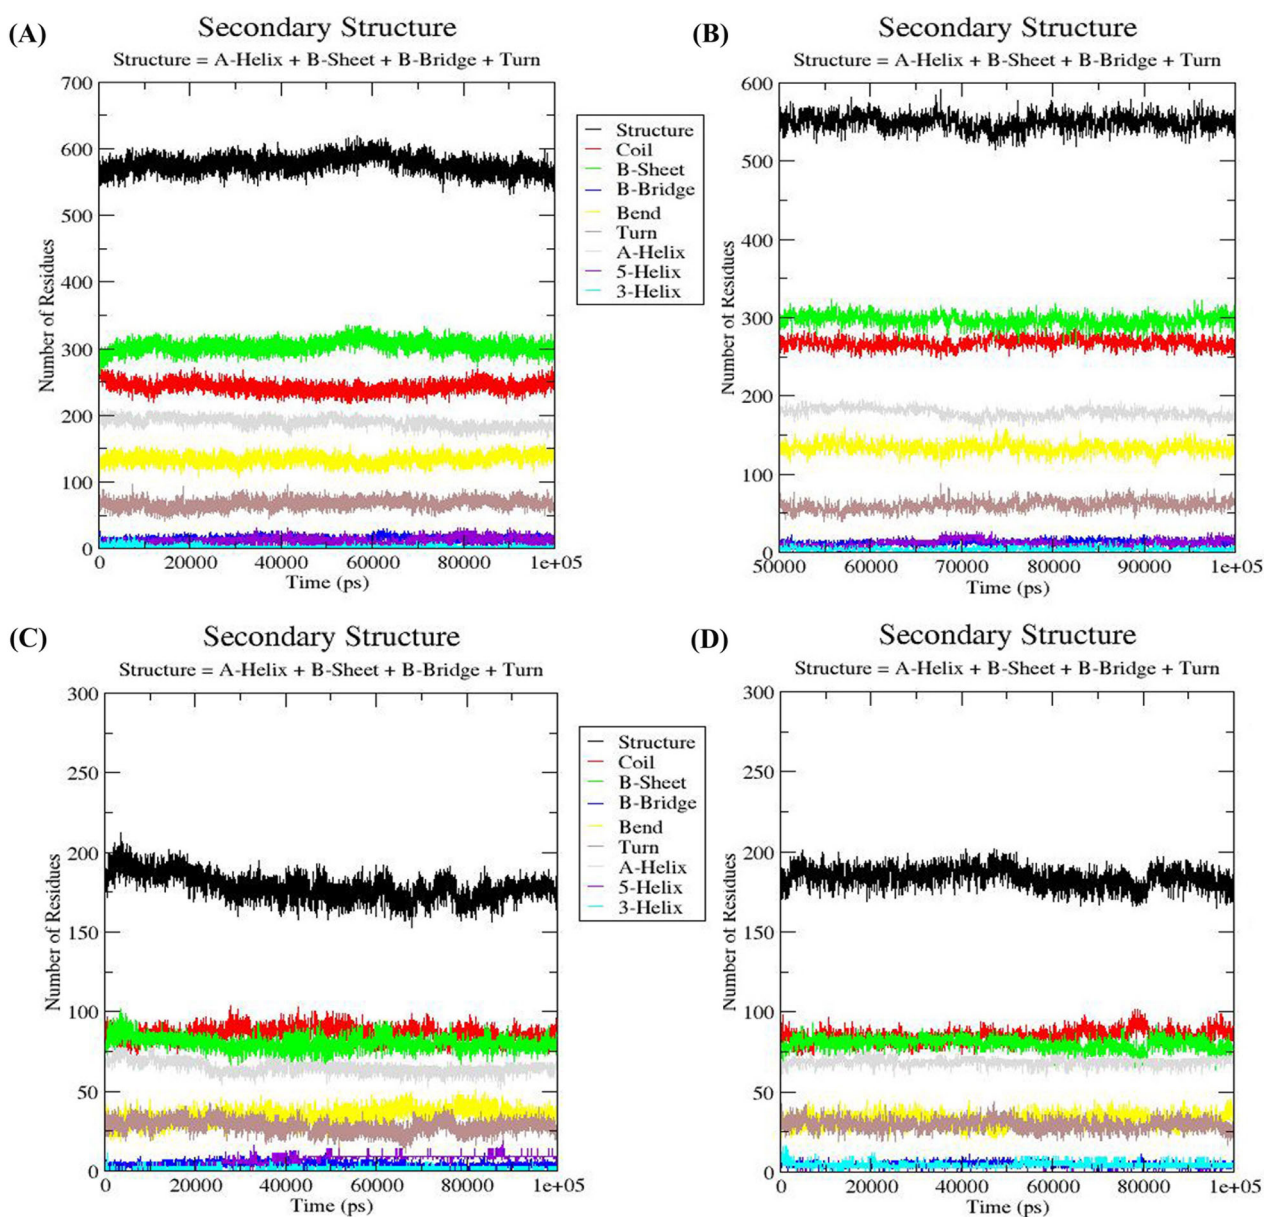 (A)
Secondary Structure
Structure = A-Helix + B-Sheet + B-Bridge + Turn
700
600
500
400
300
200
100
0
Number of Residues
0 20000 40000 60000 80000 1e+05
Time (ps)
Structure
Coil
B-Sheet
B-Bridge
Bend
Turn
A-Helix
5-Helix
3-Helix
(B)
Secondary Structure
Structure = A-Helix + B-Sheet + B-Bridge + Turn
600
500
400
300
200
100
0
Number of Residues
50000 60000 70000 80000 90000 1e+05
Time (ps)
(C)
Secondary Structure
Structure = A-Helix + B-Sheet + B-Bridge + Turn
300
250
200
150
100
50
0
Number of Residues
0 20000 40000 60000 80000 1e+05
Time (ps)
Structure
Coil
B-Sheet
B-Bridge
Bend
Turn
A-Helix
5-Helix
3-Helix
(D)
Secondary Structure
Structure = A-Helix + B-Sheet + B-Bridge + Turn
300
250
200
150
100
50
0
Number of Residues
0 20000 40000 60000 80000 1e+05
Time (ps)